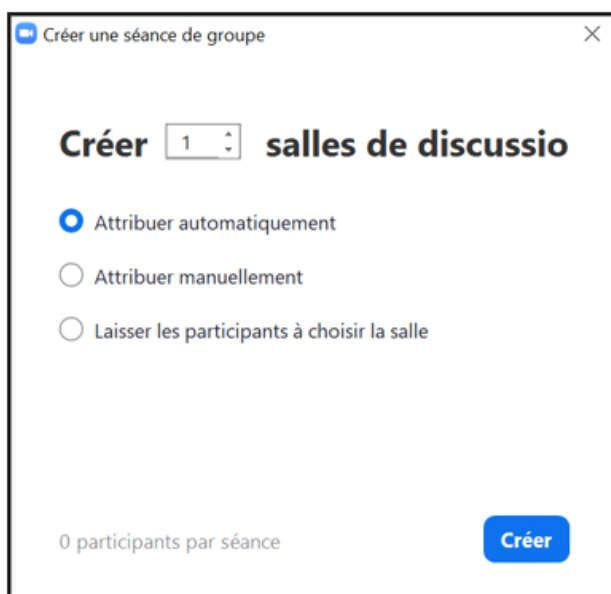 Créer une séance de groupe
Créer 1 salles de discussio
Attribuer automatiquement
Attribuer manuellement
Laisser les participants à choisir la salle
0 participants par séance
Créer